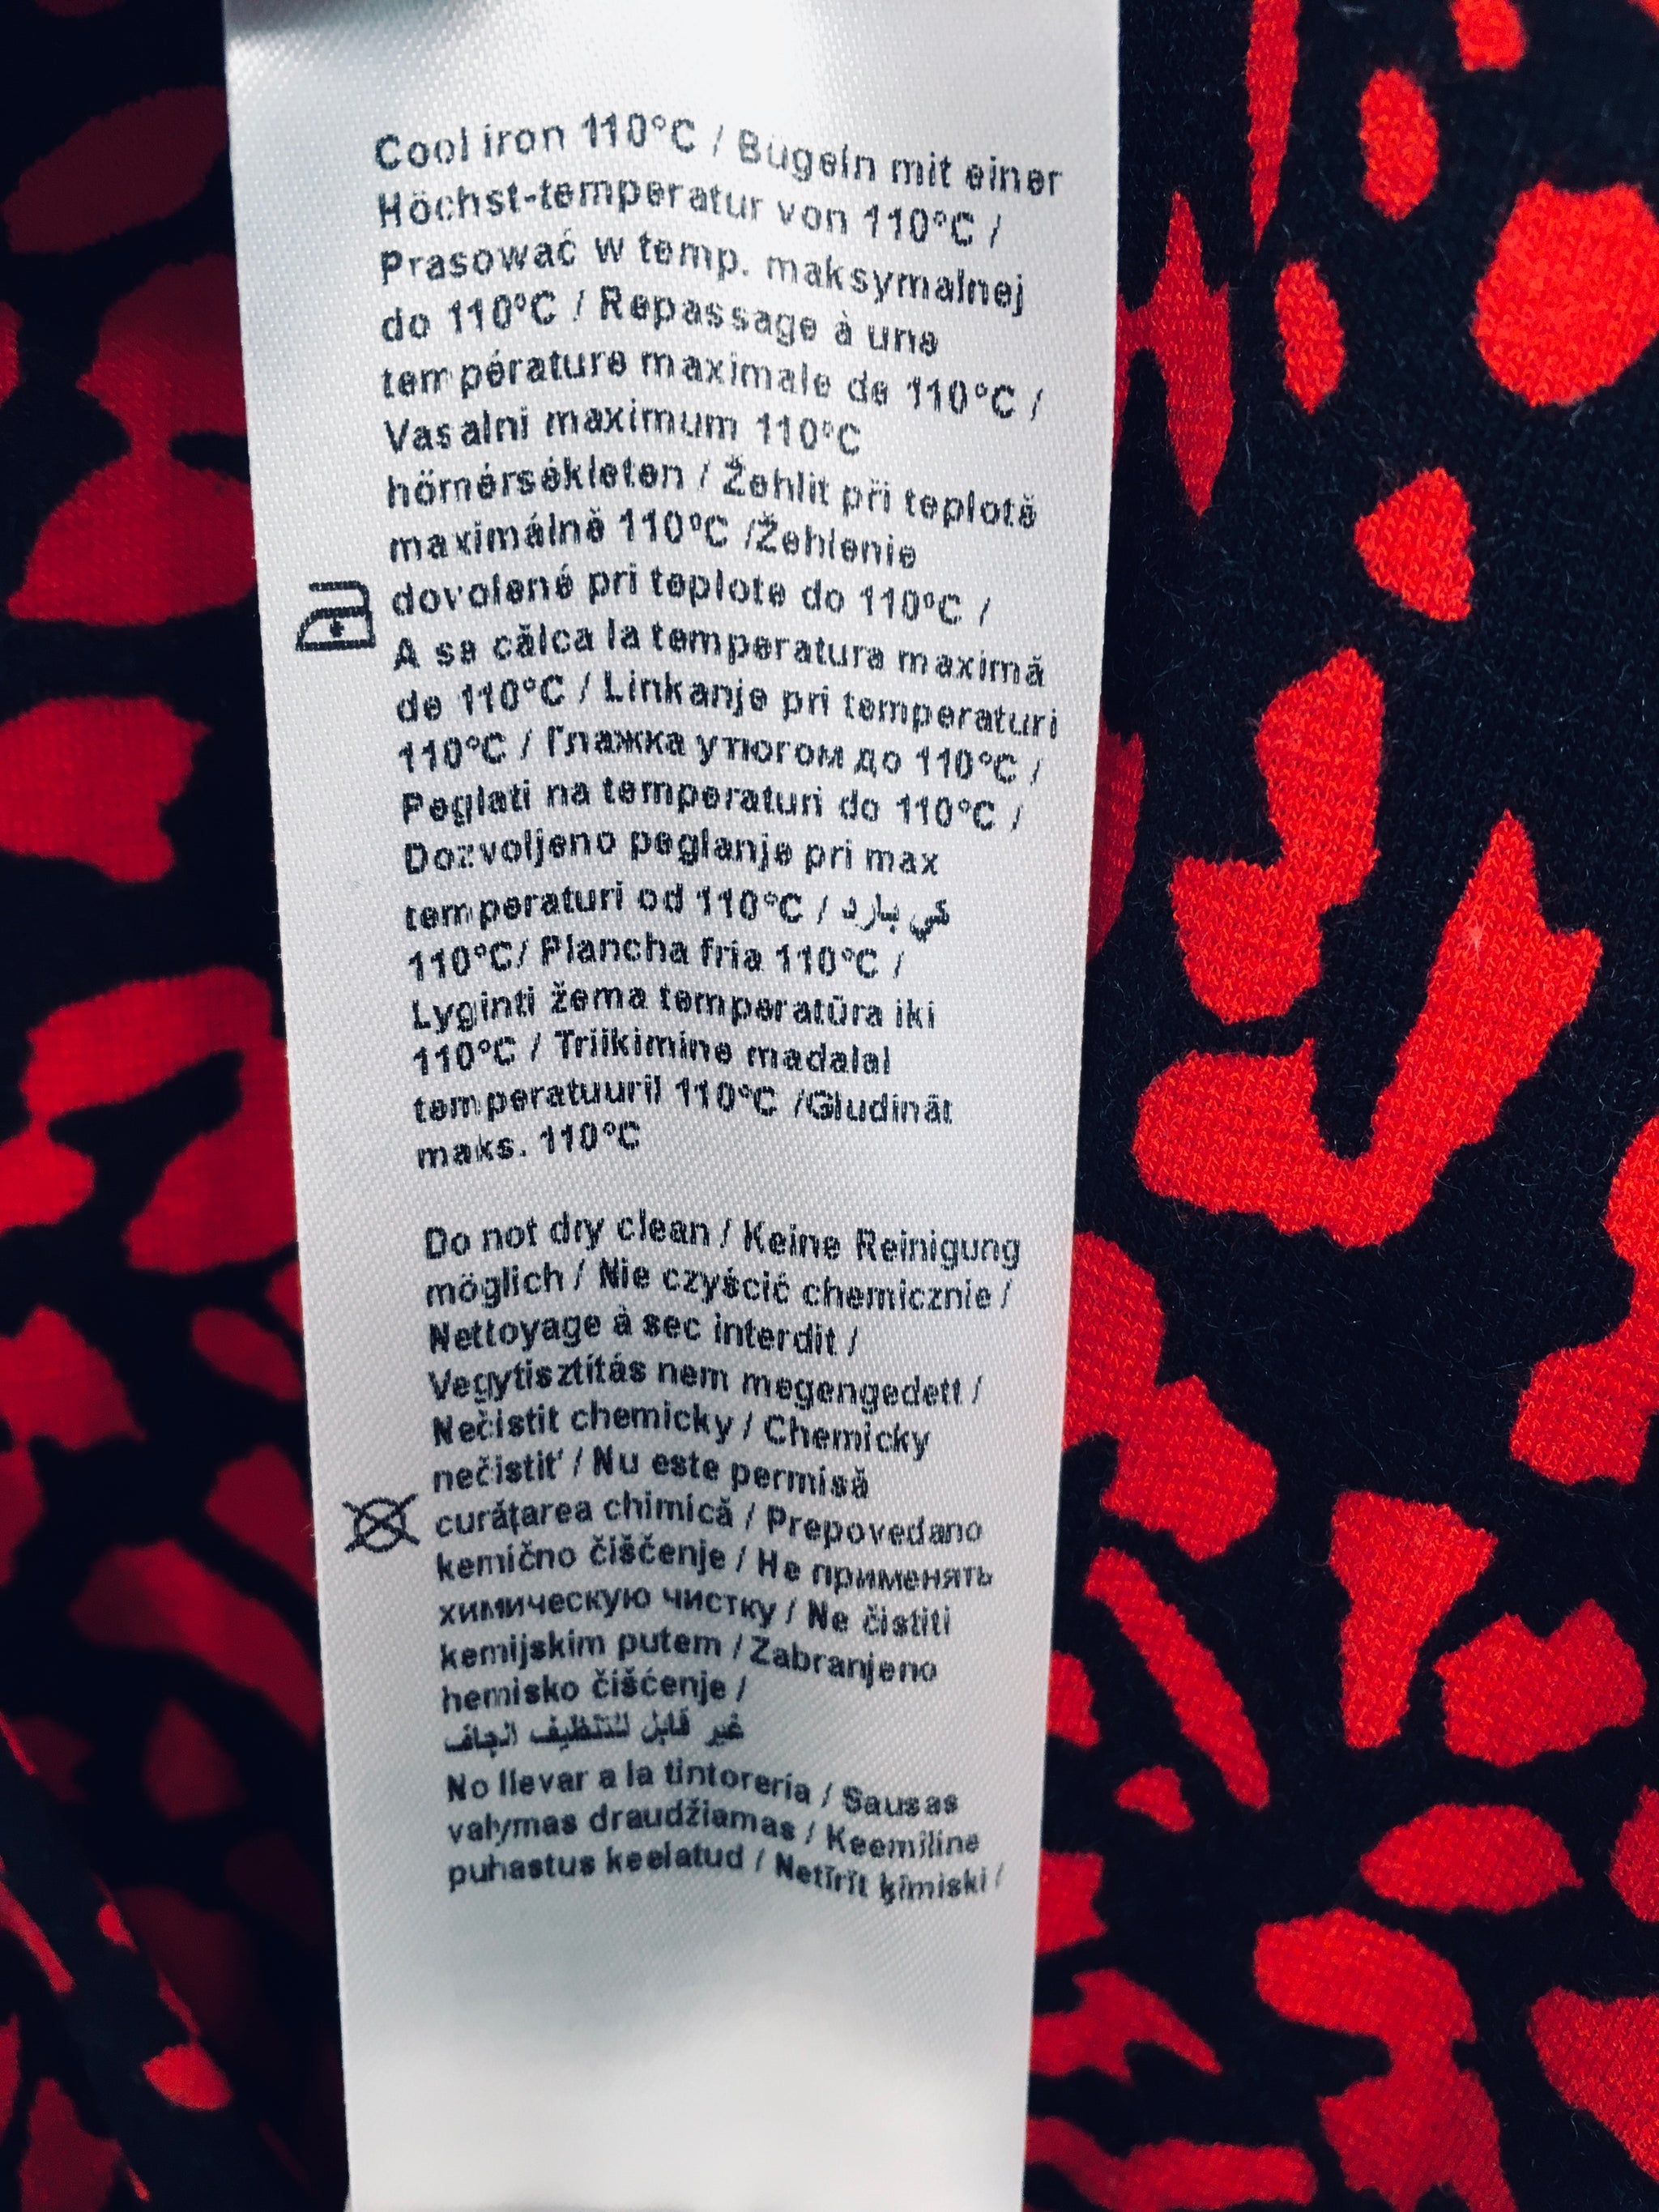 Cool iron 110°C / Bügeln mit einer
Höchst-temperatur von 110°C /
Prasować w temp. maksymalnej
do 110°C / Repassage à une
température maximale de 110°C /
Vasalni maximum 110°C
hőmérsékleten / Žehlit při teplotě
maximálně 110°C /Žehlenie
dovolené pri teplote do 110°C /
A se călca la temperatura maximă
de 110°C / Linkanje pri temperaturi
110°C / Глажка утюгом до 110°C /
Peglati na temperaturi do 110°C /
Dozvoljeno peglanje pri max
temperaturi od 110°C / كي بارد
110°C/ Plancha fria 110°C /
Lyginti žema temperatūra iki
110°C / Triikimine madalal
temperatuuril 110°C /Gludināt
maks. 110°C
Do not dry clean / Keine Reinigung
möglich / Nie czyścić chemicznie /
Nettoyage à sec interdit /
Vegytisztítás nem megengedett /
Nečistit chemicky / Chemicky
nečistiť / Nu este permisă
curăţarea chimică / Prepovedano
kemično čiščenje / Не применять
химическую чистку / Ne čistiti
kemijskim putem / Zabranjeno
hemisko čišćenje /
غير قابل للتنظيف الجاف
No llevar a la tintorería / Sausas
valymas draudžiamas / Keemiline
puhastus keelatud / Netīrīt ķīmiski /